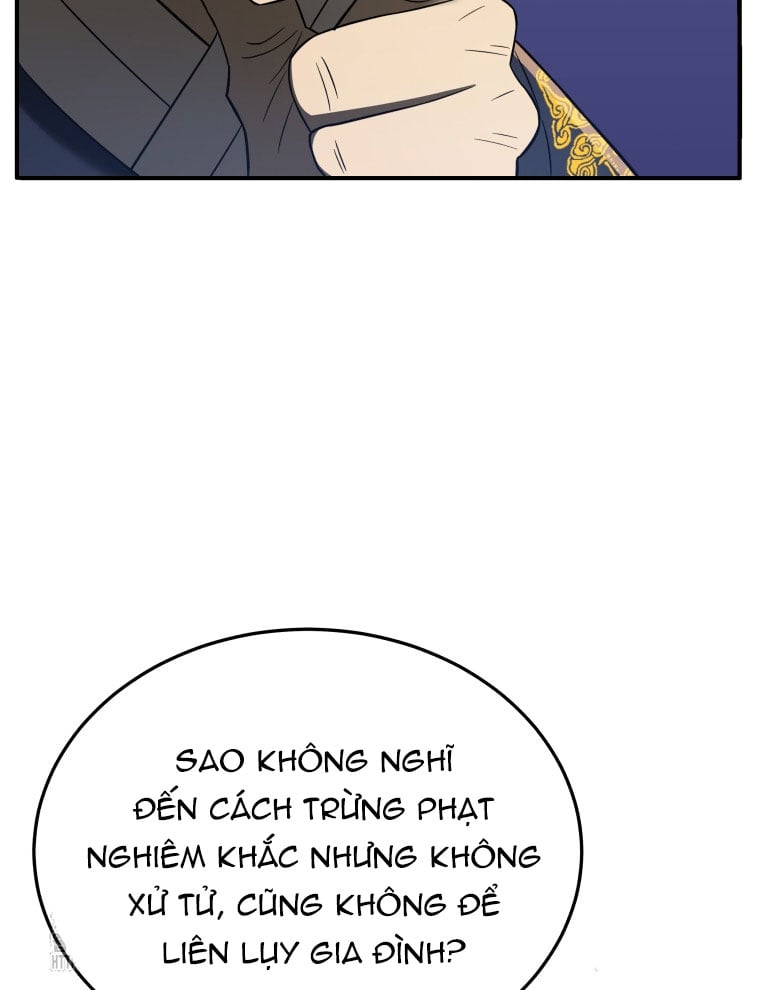 SAO KHÔNG NGHĨ
ĐẾN CÁCH TRỪNG PHẠT
NGHIÊM KHẮC NHƯNG KHÔNG
XỬ TỬ, CŨNG KHÔNG ĐỂ
LIÊN LỤY GIA ĐÌNH?